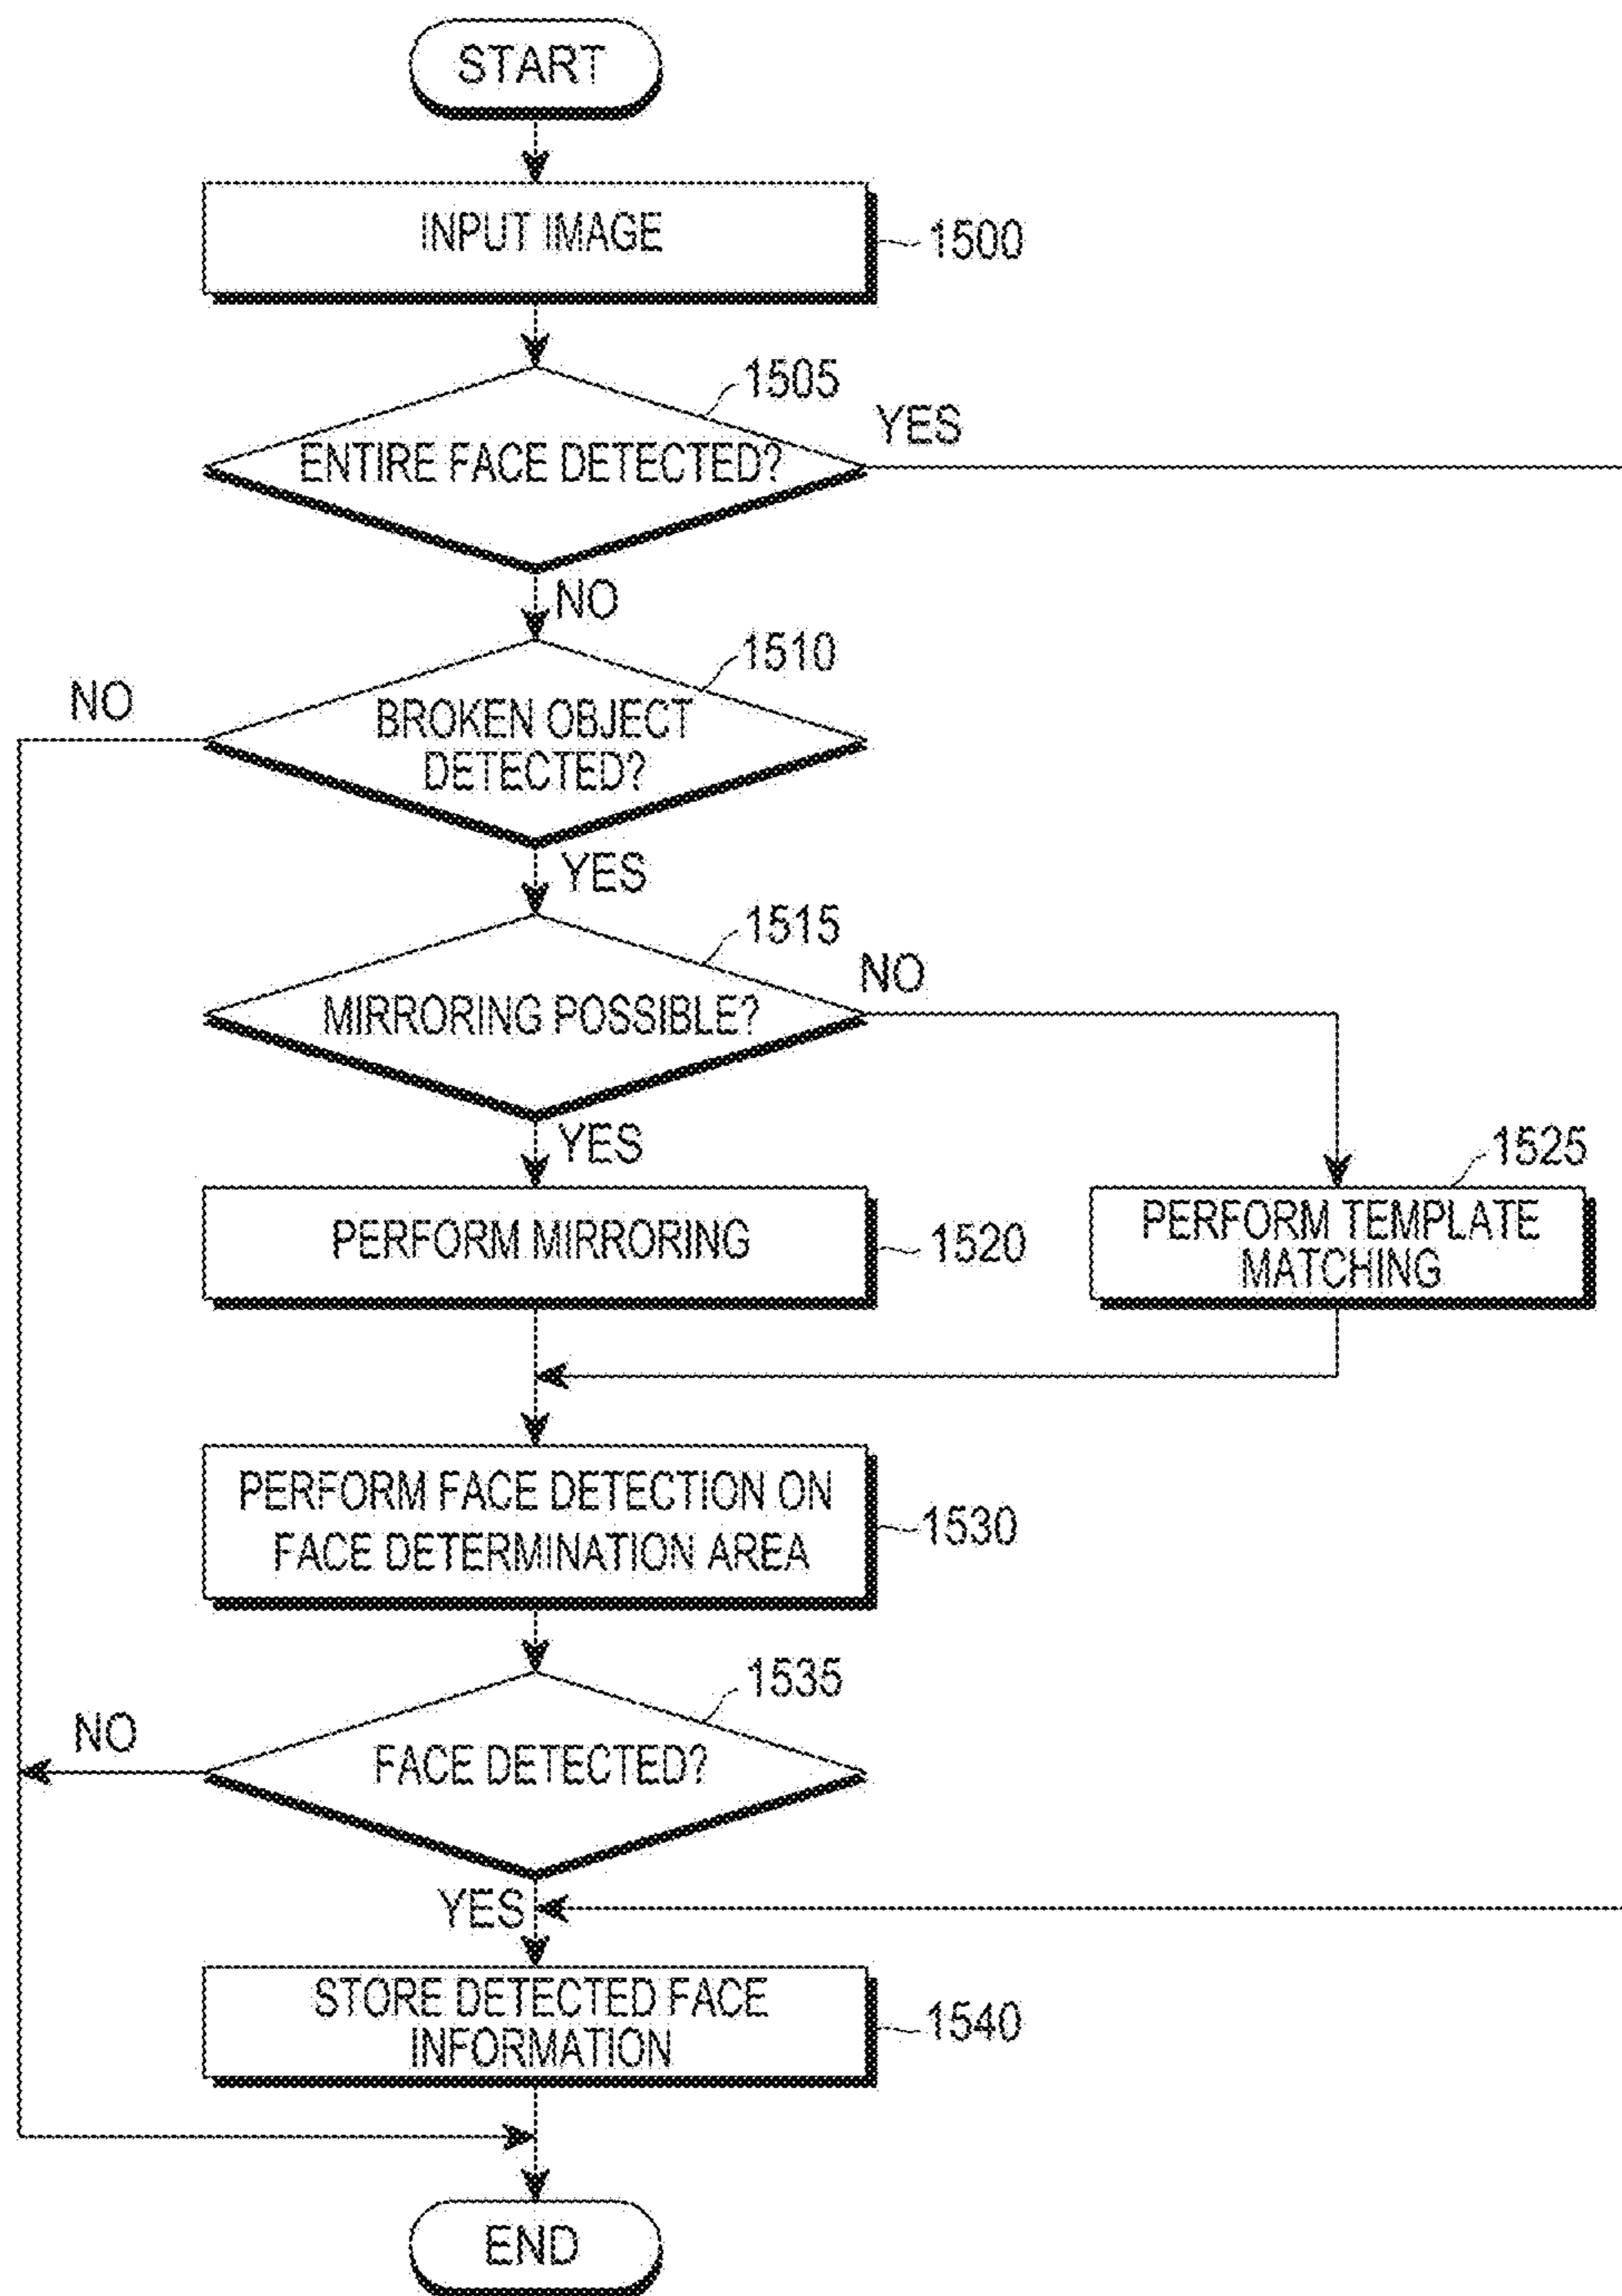 START
INPUT IMAGE
1500
1505
YES
ENTIRE FACE DETECTED?
NO
1510
NO
BROKEN OBJECT
DETECTED?
YES
1515
NO
MIRRORING POSSIBLE?
YES
1525
PERFORM MIRRORING
1520
PERFORM TEMPLATE
MATCHING
PERFORM FACE DETECTION ON
FACE DETERMINATION AREA
1530
1535
NO
FACE DETECTED?
YES
STORE DETECTED FACE
INFORMATION
1540
END